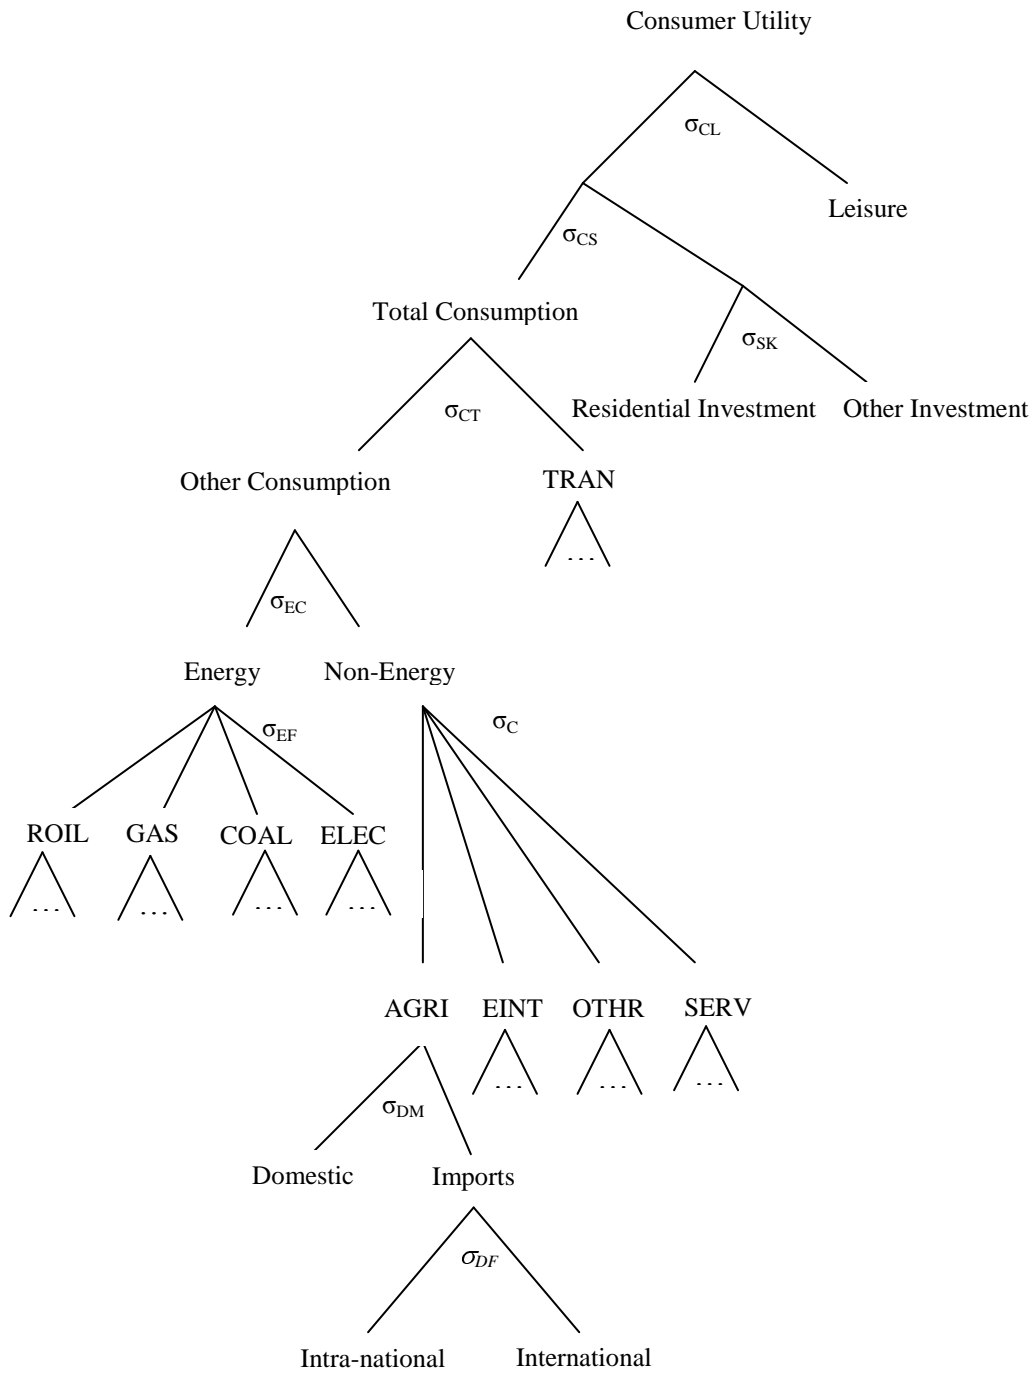 Consumer Utility
σCL
Leisure
σCS
Total Consumption
σSK
σCT
Residential Investment
Other Investment
Other Consumption
TRAN
...
σEC
Energy
Non-Energy
σEF
σC
ROIL
GAS
COAL
ELEC
...
...
...
...
AGRI
EINT
OTHR
SERV
...
...
...
σDM
Domestic
Imports
σDF
Intra-national
International